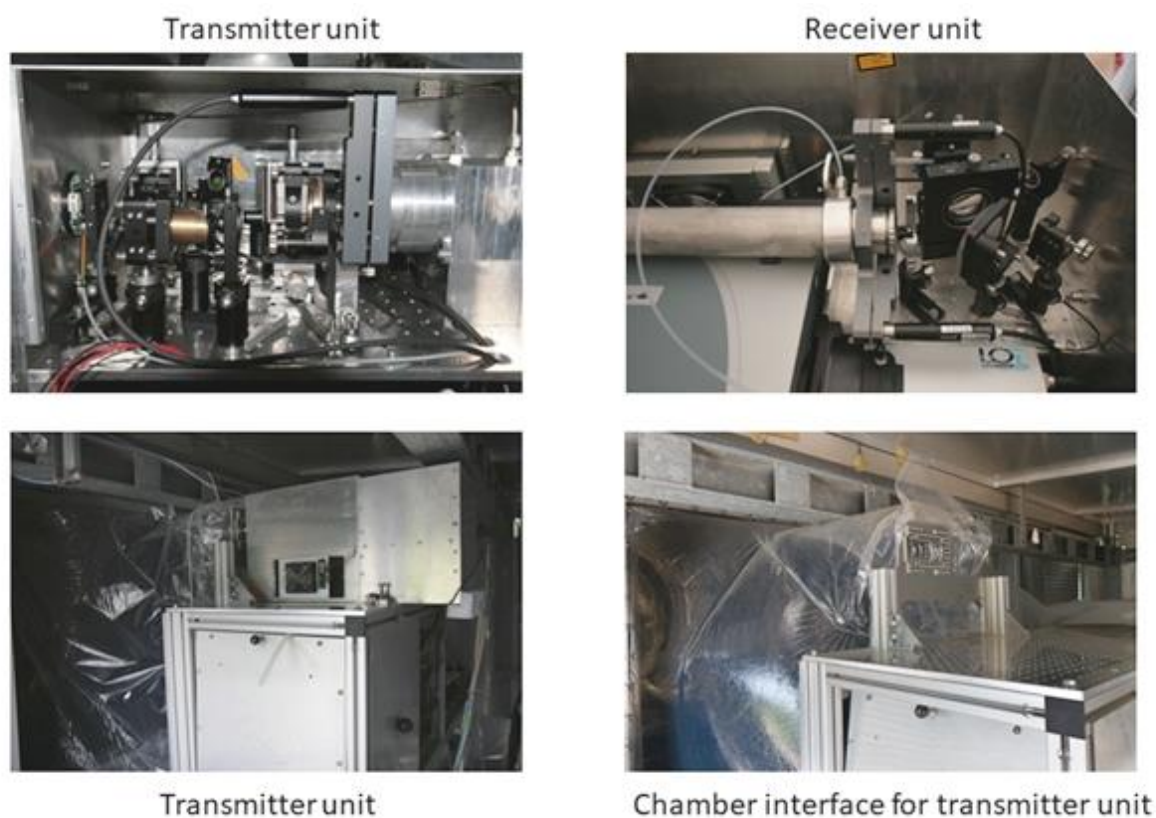 Transmitter unit
Receiver unit
Transmitter unit
Chamber interface for transmitter unit